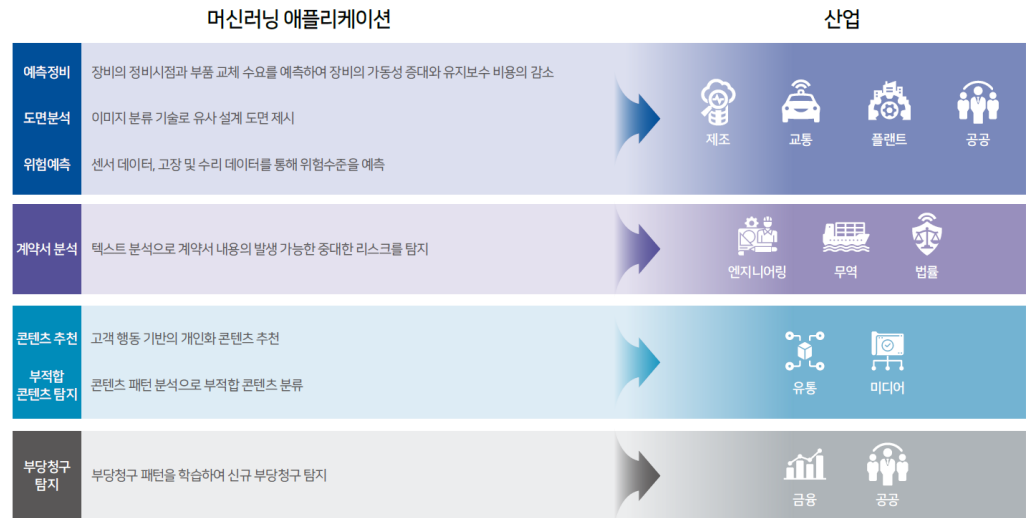 머신러닝 애플리케이션
산업
예측정비
장비의 정비시점과 부품 교체 수요를 예측하여 장비의 가동성 증대와 유지보수 비용의 감소
도면분석
이미지 분류 기술로 유사 설계 도면 제시
위험예측
센서 데이터, 고장 및 수리 데이터를 통해 위험수준을 예측
제조
교통
플랜트
공공
계약서 분석
텍스트 분석으로 계약서 내용의 발생 가능한 중대한 리스크를 탐지
엔지니어링
무역
법률
콘텐츠 추천
고객 행동 기반의 개인화 콘텐츠 추천
부적합
콘텐츠 탐지
콘텐츠 패턴 분석으로 부적합 콘텐츠 분류
유통
미디어
부당청구
탐지
부당청구 패턴을 학습하여 신규 부당청구 탐지
금융
공공